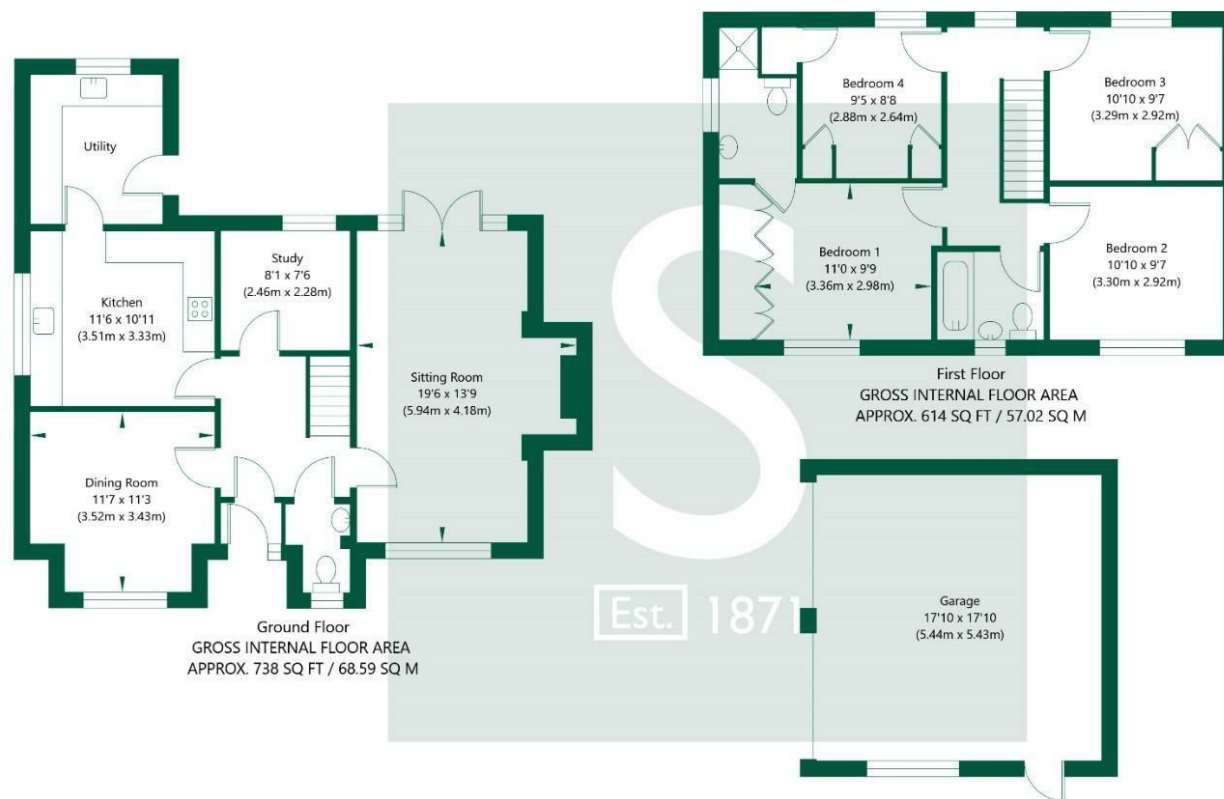 Utility
Kitchen
11'6 x 10'11
(3.51m x 3.33m)
Study
8'1 x 7'6
(2.46m x 2.28m)
Sitting Room
19'6 x 13'9
(5.94m x 4.18m)
Dining Room
11'7 x 11'3
(3.52m x 3.43m)
Ground Floor
GROSS INTERNAL FLOOR AREA
APPROX. 738 SQ FT / 68.59 SQ M
Bedroom 4
9'5 x 8'8
(2.88m x 2.64m)
Bedroom 3
10'10 x 9'7
(3.29m x 2.92m)
Bedroom 1
11'0 x 9'9
(3.36m x 2.98m)
Bedroom 2
10'10 x 9'7
(3.30m x 2.92m)
First Floor
GROSS INTERNAL FLOOR AREA
APPROX. 614 SQ FT / 57.02 SQ M
S
Est. 1871
Garage
17'10 x 17'10
(5.44m x 5.43m)